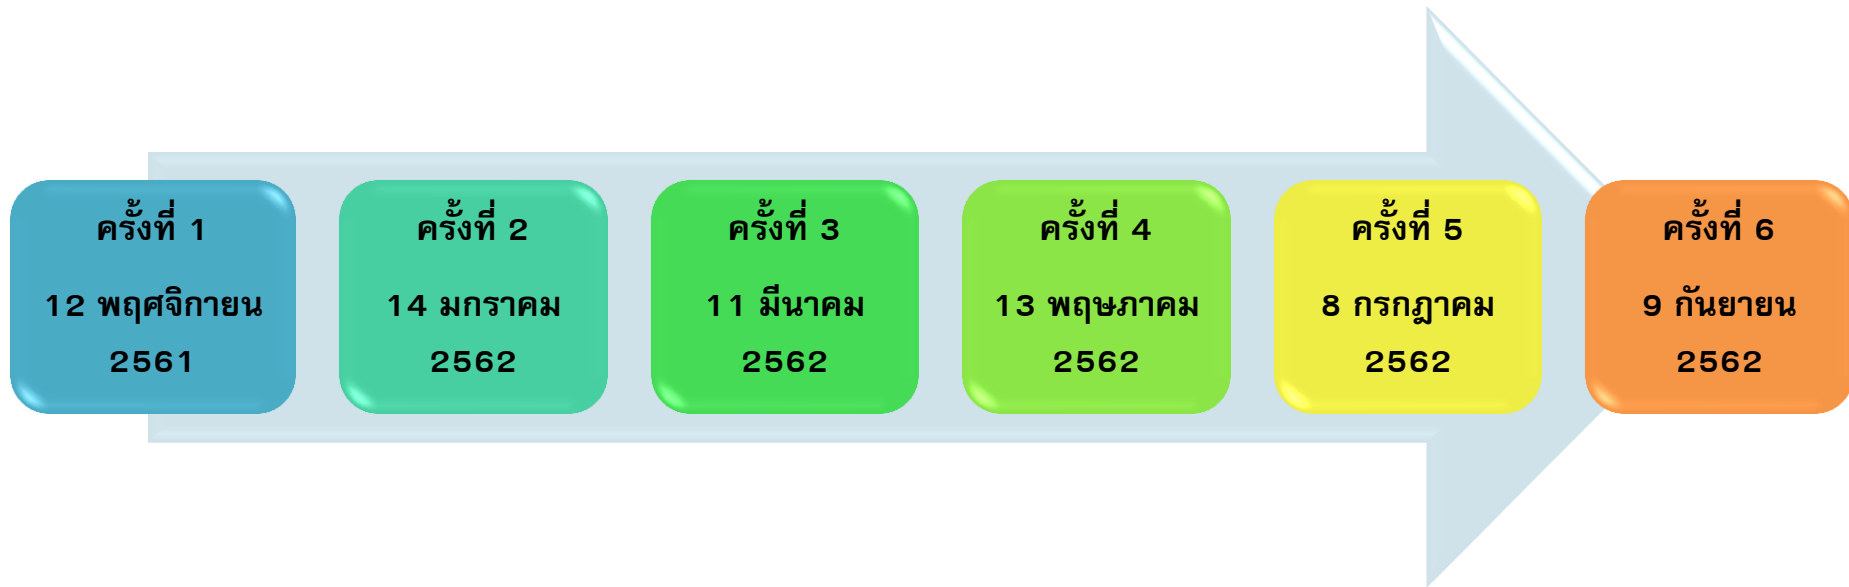 ครั้งที่ 1
12 พฤศจิกายน
2561
ครั้งที่ 2
14 มกราคม
2562
ครั้งที่ 3
11 มีนาคม
2562
ครั้งที่ 4
13 พฤษภาคม
2562
ครั้งที่ 5
8 กรกฎาคม
2562
ครั้งที่ 6
9 กันยายน
2562